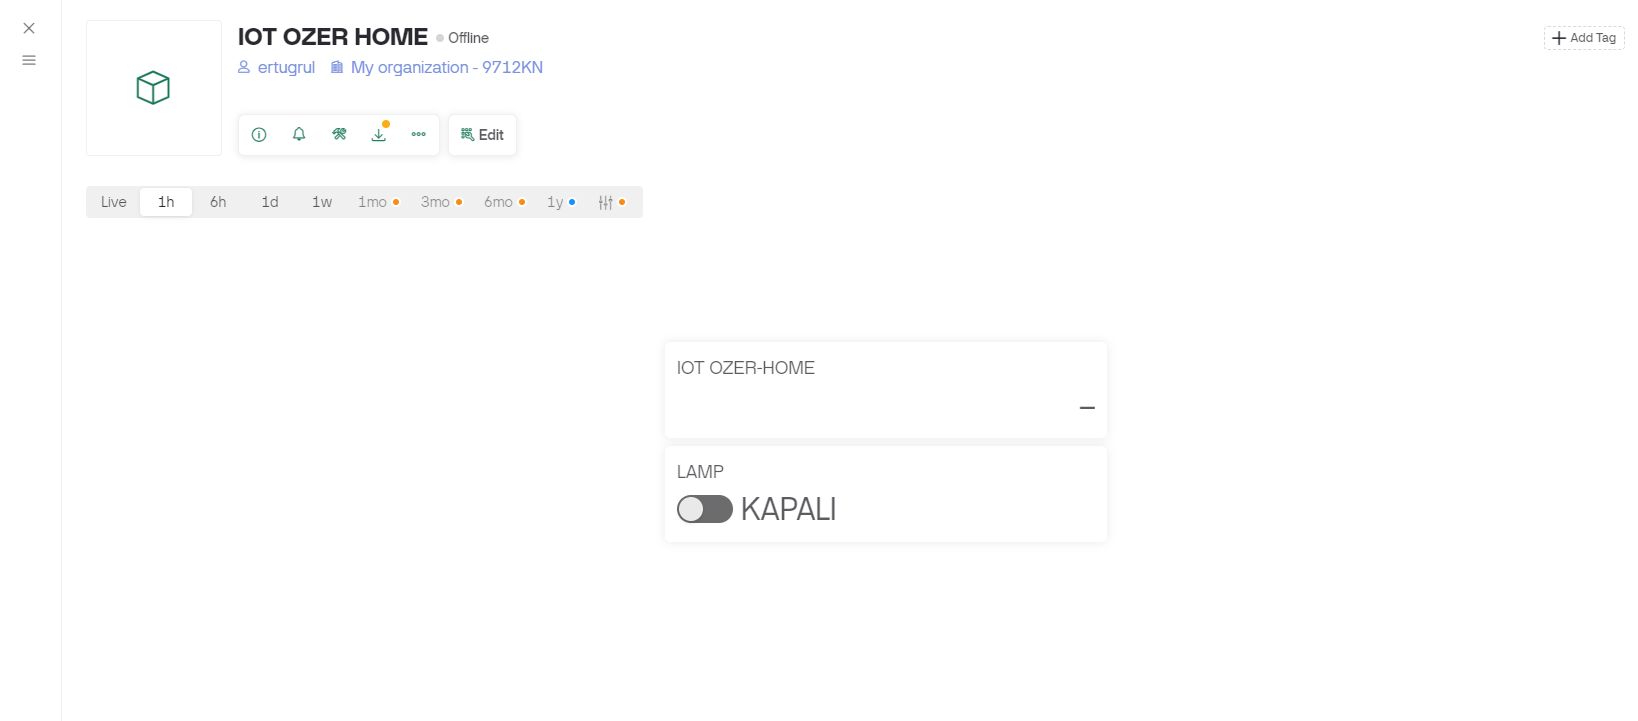 IOT OZER HOME Offline
Add Tag
ertugrul My organization - 9712KN
Edit
Live 1h 6h 1d 1w 1mo 3mo 6mo 1y
IOT OZER-HOME
–
LAMP
KAPALI